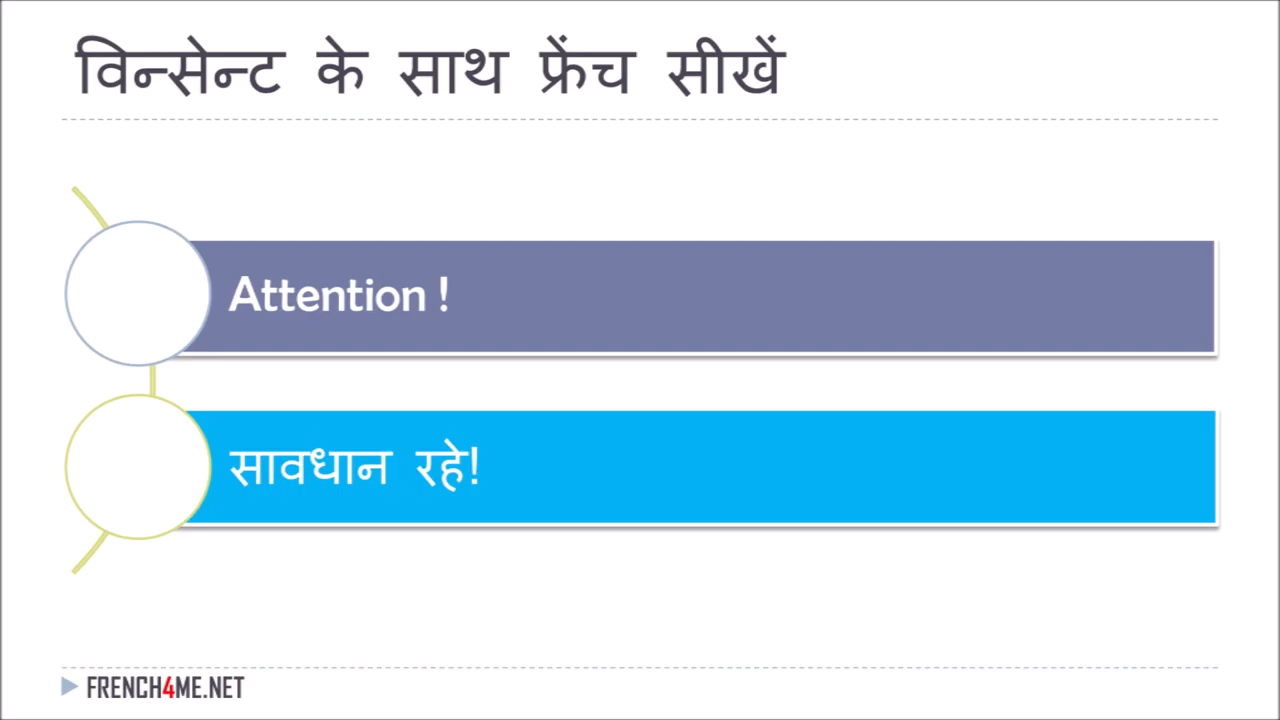 विन्सेन्ट के साथ फ्रेंच सीखें
Attention !
सावधान रहे!
FRENCH4ME.NET